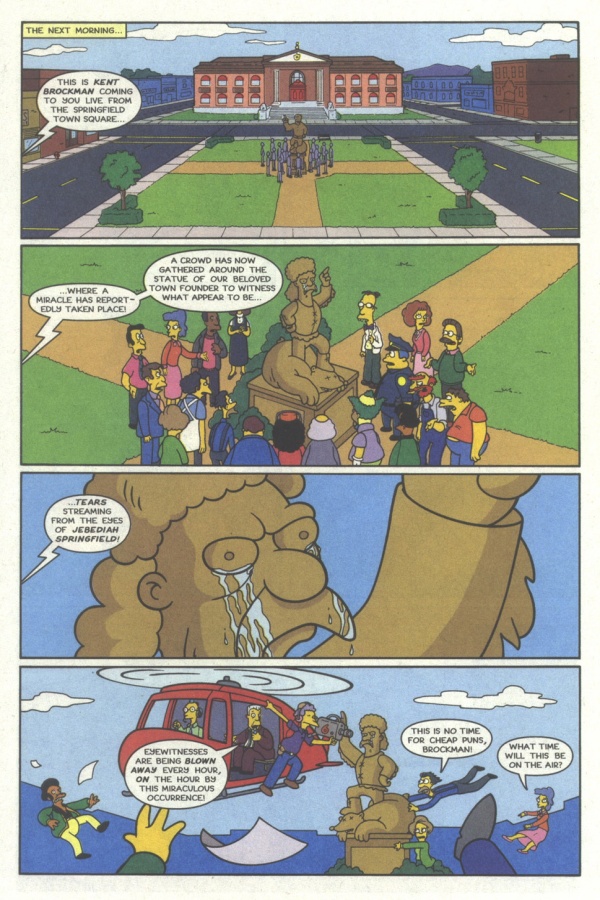 THE NEXT MORNING...
THIS IS KENT
BROCKMAN COMING
TO YOU LIVE FROM
THE SPRINGFIELD
TOWN SQUARE...
...WHERE A
MIRACLE HAS REPORT-
EDLY TAKEN PLACE!
A CROWD HAS NOW
GATHERED AROUND THE
STATUE OF OUR BELOVED
TOWN FOUNDER TO WITNESS
WHAT APPEAR TO BE...
...TEARS
STREAMING
FROM THE EYES
OF JEBEDIAH
SPRINGFIELD!
EYEWITNESSES
ARE BEING BLOWN
AWAY EVERY HOUR,
ON THE HOUR BY
THIS MIRACULOUS
OCCURRENCE!
THIS IS NO TIME
FOR CHEAP PUNS,
BROCKMAN!
WHAT TIME
WILL THIS BE
ON THE AIR?